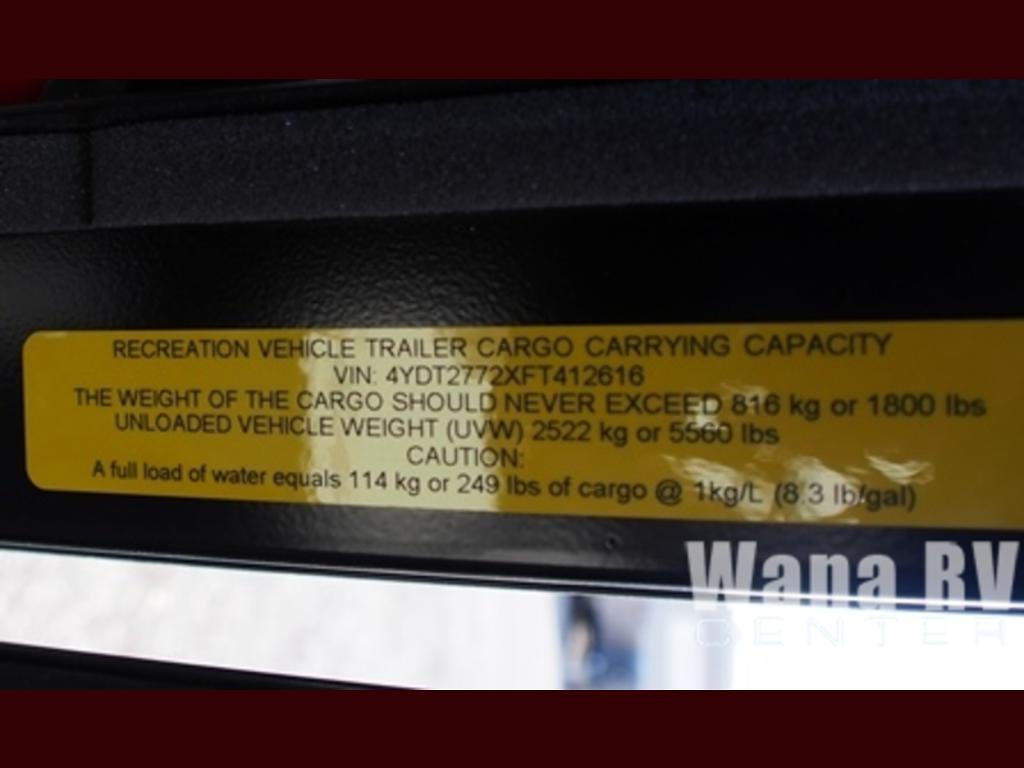 RECREATION VEHICLE TRAILER CARGO CARRYING CAPACITY
VIN: 4YDT2772XFT412616
THE WEIGHT OF THE CARGO SHOULD NEVER EXCEED 816 kg or 1800 lbs
UNLOADED VEHICLE WEIGHT (UVW) 2522 kg or 5560 lbs
CAUTION:
A full load of water equals 114 kg or 249 lbs of cargo @ 1kg/L (8.3 lb/gal)
Wana RV
CENTER